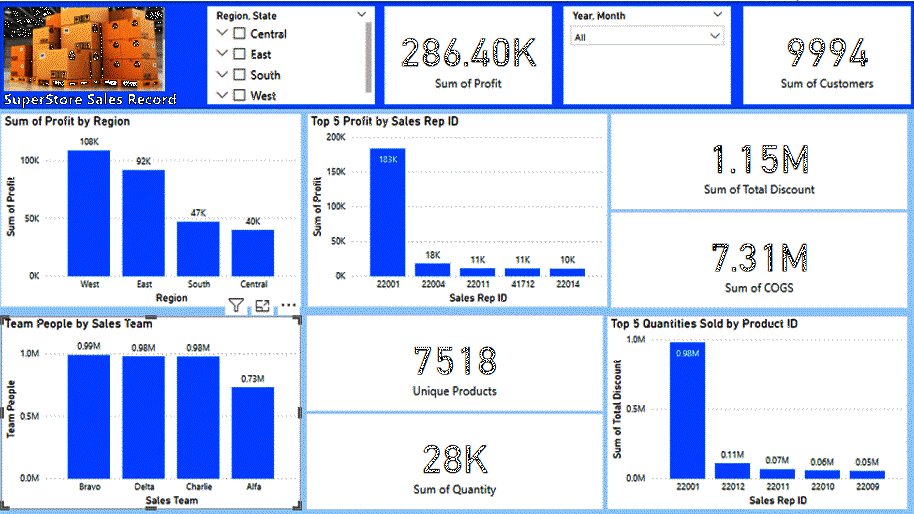 SuperStore Sales Record
Region, State
Central
East
South
West
286.40K
Sum of Profit
Year, Month
All
9994
Sum of Customers
Sum of Profit by Region
Sum of Profit
100K
50K
0K
108K
92K
47K
40K
West East South Central
Region
Top 5 Profit by Sales Rep ID
Sum of Profit
200K
150K
100K
50K
0K
183K
18K
11K
11K
10K
22001 22004 22011 41712 22014
Sales Rep ID
1.15M
Sum of Total Discount
7.31M
Sum of COGS
Team People by Sales Team
Team People
1.0M
0.5M
0.0M
0.99M
0.98M
0.98M
0.73M
Bravo Delta Charlie Alfa
Sales Team
7518
Unique Products
28K
Sum of Quantity
Top 5 Quantities Sold by Product ID
Sum of Total Discount
1.0M
0.5M
0.0M
0.98M
0.11M
0.07M
0.06M
0.05M
22001 22012 22011 22010 22009
Sales Rep ID